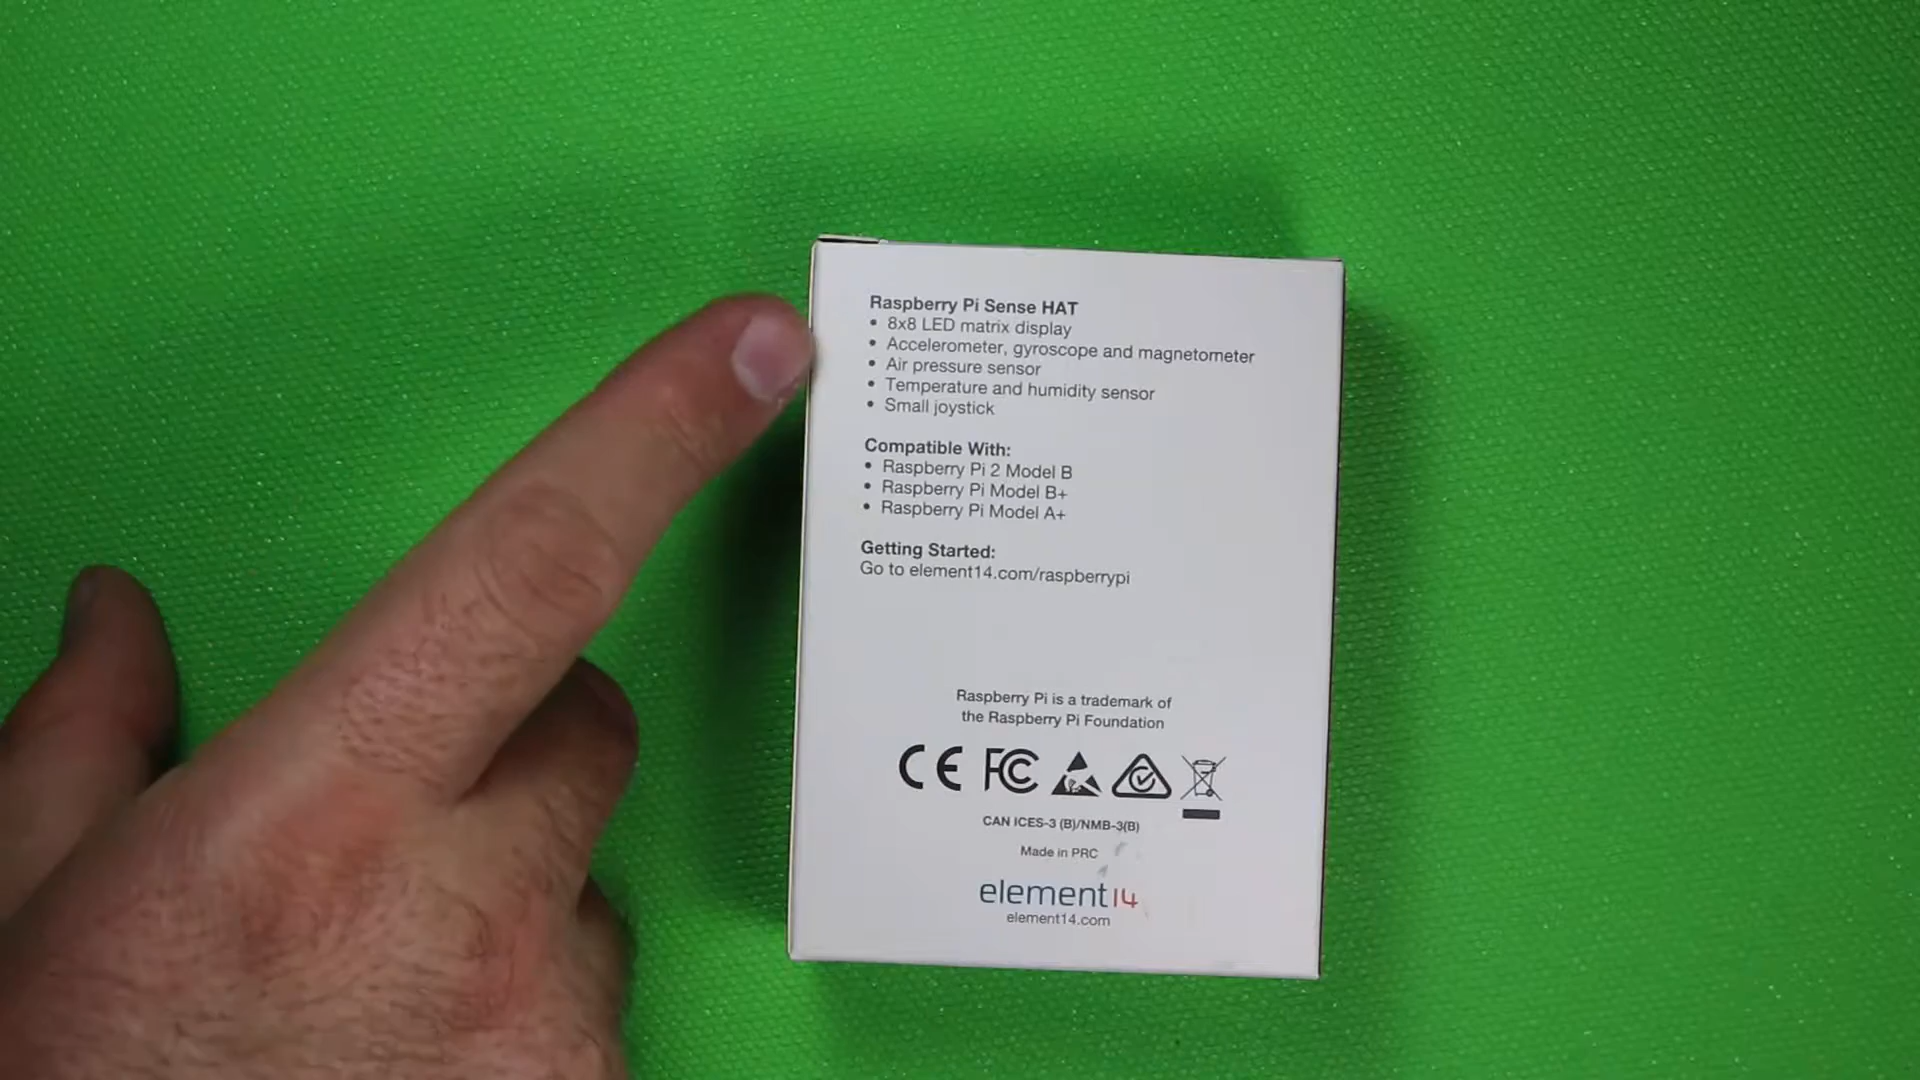 Raspberry Pi Sense HAT
• 8x8 LED matrix display
• Accelerometer, gyroscope and magnetometer
• Air pressure sensor
• Temperature and humidity sensor
• Small joystick
Compatible With:
• Raspberry Pi 2 Model B
• Raspberry Pi Model B+
• Raspberry Pi Model A+
Getting Started:
Go to element14.com/raspberrypi
Raspberry Pi is a trademark of
the Raspberry Pi Foundation
CE FC
CAN ICES-3 (B)/NMB-3(B)
Made in PRC
element14
element14.com